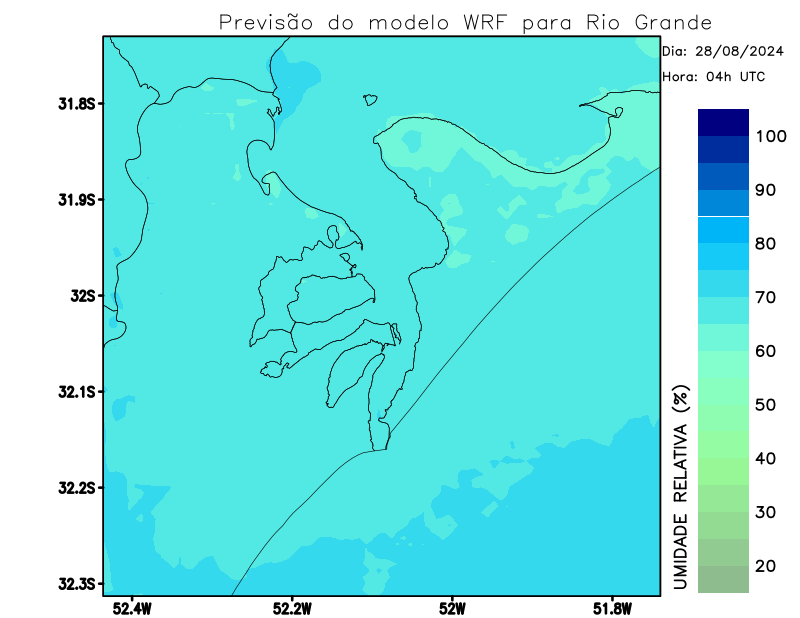 Previsão do modelo WRF para Rio Grande
Dia: 28/08/2024
Hora: 04h UTC
31.8S
31.9S
32S
32.1S
32.2S
32.3S
52.4W
52.2W
52W
51.8W
100
90
80
70
60
50
40
30
20
UMIDADE RELATIVA (%)